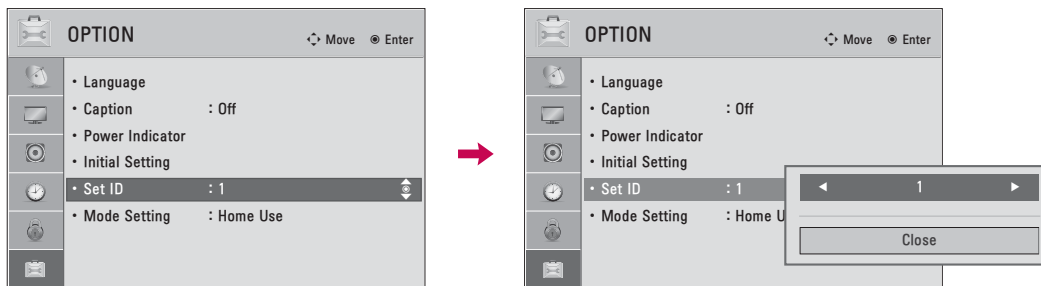 OPTION
Move Enter
• Language
• Caption : Off
• Power Indicator
• Initial Setting
• Set ID : 1
• Mode Setting : Home Use
OPTION
Move Enter
• Language
• Caption : Off
• Power Indicator
• Initial Setting
• Set ID : 1
• Mode Setting : Home U
◀ 1 ▶
Close